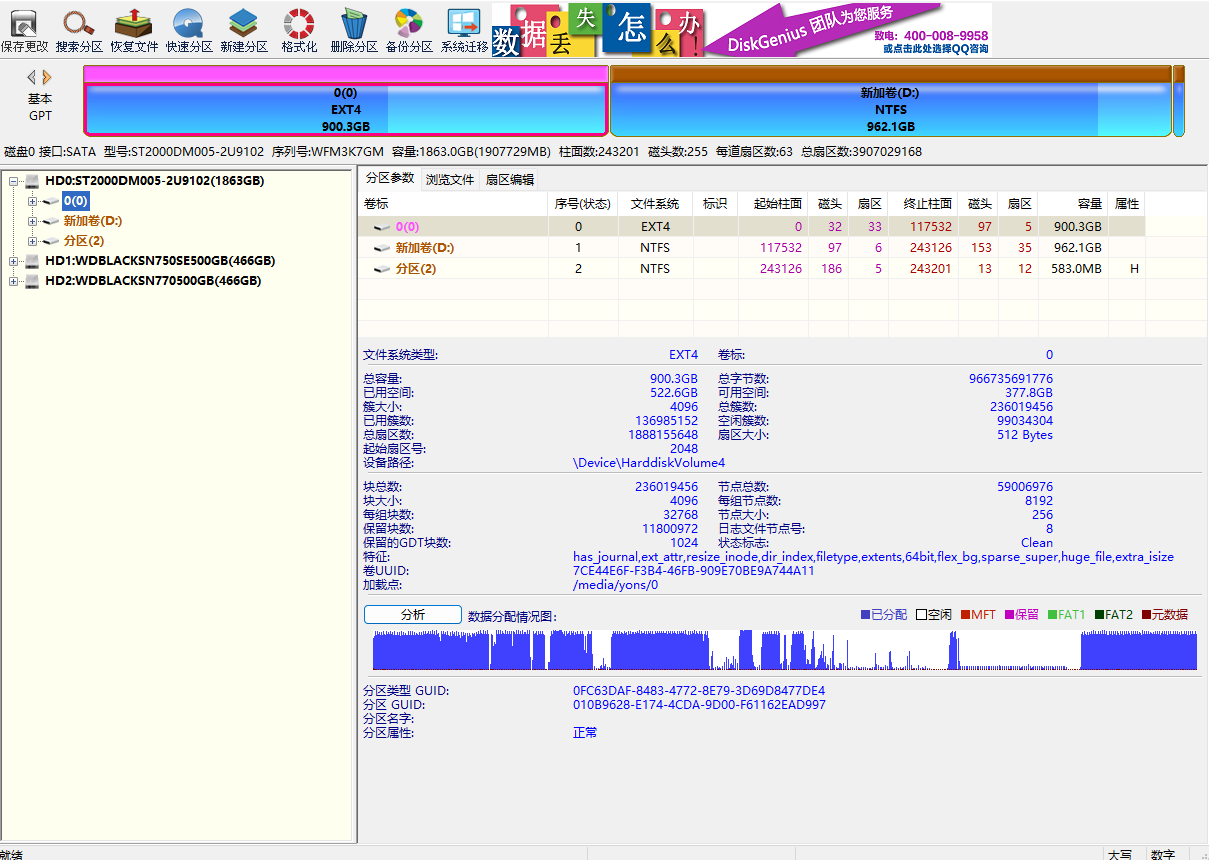 保存更改 搜索分区 恢复文件 快速分区 新建分区 格式化 删除分区 备份分区 系统迁移
数据丢失怎么办!
DiskGenius 团队为您服务
致电: 400-008-9958
或点击此处选择QQ咨询
基本
GPT
0(0)
EXT4
900.3GB
新加卷(D:)
NTFS
962.1GB
磁盘0 接口:SATA 型号:ST2000DM005-2U9102 序列号:WFM3K7GM 容量:1863.0GB(1907729MB) 柱面数:243201 磁头数:255 每道扇区数:63 总扇区数:3907029168
HD0:ST2000DM005-2U9102(1863GB)
0(0)
新加卷(D:)
分区(2)
HD1:WDBLACKSN750SE500GB(466GB)
HD2:WDBLACKSN770500GB(466GB)
分区参数 浏览文件 扇区编辑
卷标 序号(状态) 文件系统 标识 起始柱面 磁头 扇区 终止柱面 磁头 扇区 容量 属性
0(0) 0 EXT4 0 32 33 117532 97 5 900.3GB
新加卷(D:) 1 NTFS 117532 97 6 243126 153 35 962.1GB
分区(2) 2 NTFS 243126 186 5 243201 13 12 583.0MB H
文件系统类型: EXT4 卷标: 0
总容量: 900.3GB 总字节数: 966735691776
已用空间: 522.6GB 可用空间: 377.8GB
簇大小: 4096 总簇数: 236019456
已用簇数: 136985152 空闲簇数: 99034304
总扇区数: 1888155648 扇区大小: 512 Bytes
起始扇区号: 2048
设备路径: \Device\HarddiskVolume4
块总数: 236019456 节点总数: 59006976
块大小: 4096 每组节点数: 8192
每组块数: 32768 节点大小: 256
保留块数: 11800972 日志文件节点号: 8
保留的GDT块数: 1024 状态标志: Clean
特征: has_journal,ext_attr,resize_inode,dir_index,filetype,extents,64bit,flex_bg,sparse_super,huge_file,extra_isize
卷UUID: 7CE44E6F-F3B4-46FB-909E70BE9A744A11
加载点: /media/yons/0
分析 数据分配情况图: 已分配 空闲 MFT 保留 FAT1 FAT2 元数据
分区类型 GUID: 0FC63DAF-8483-4772-8E79-3D69D8477DE4
分区 GUID: 010B9628-E174-4CDA-9D00-F61162EAD997
分区名字:
分区属性: 正常
就绪 大写 数字